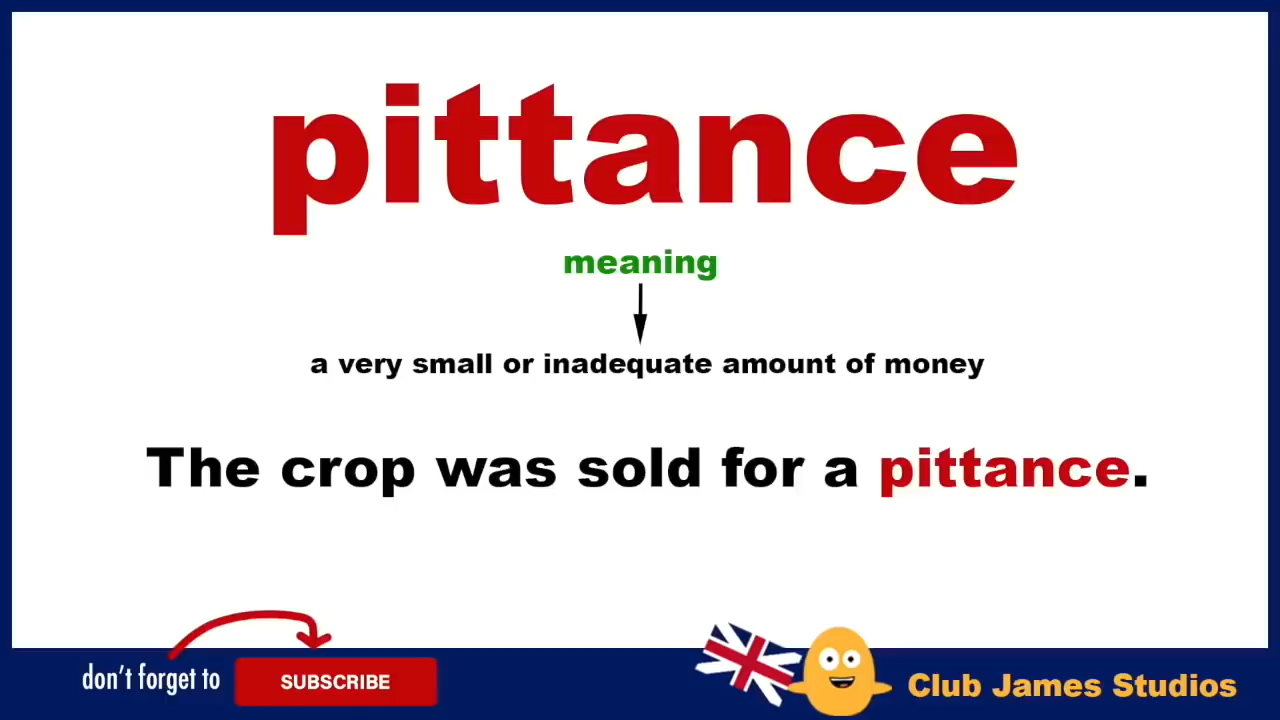 pittance
meaning
a very small or inadequate amount of money
The crop was sold for a pittance.
don't forget to
SUBSCRIBE
Club James Studios